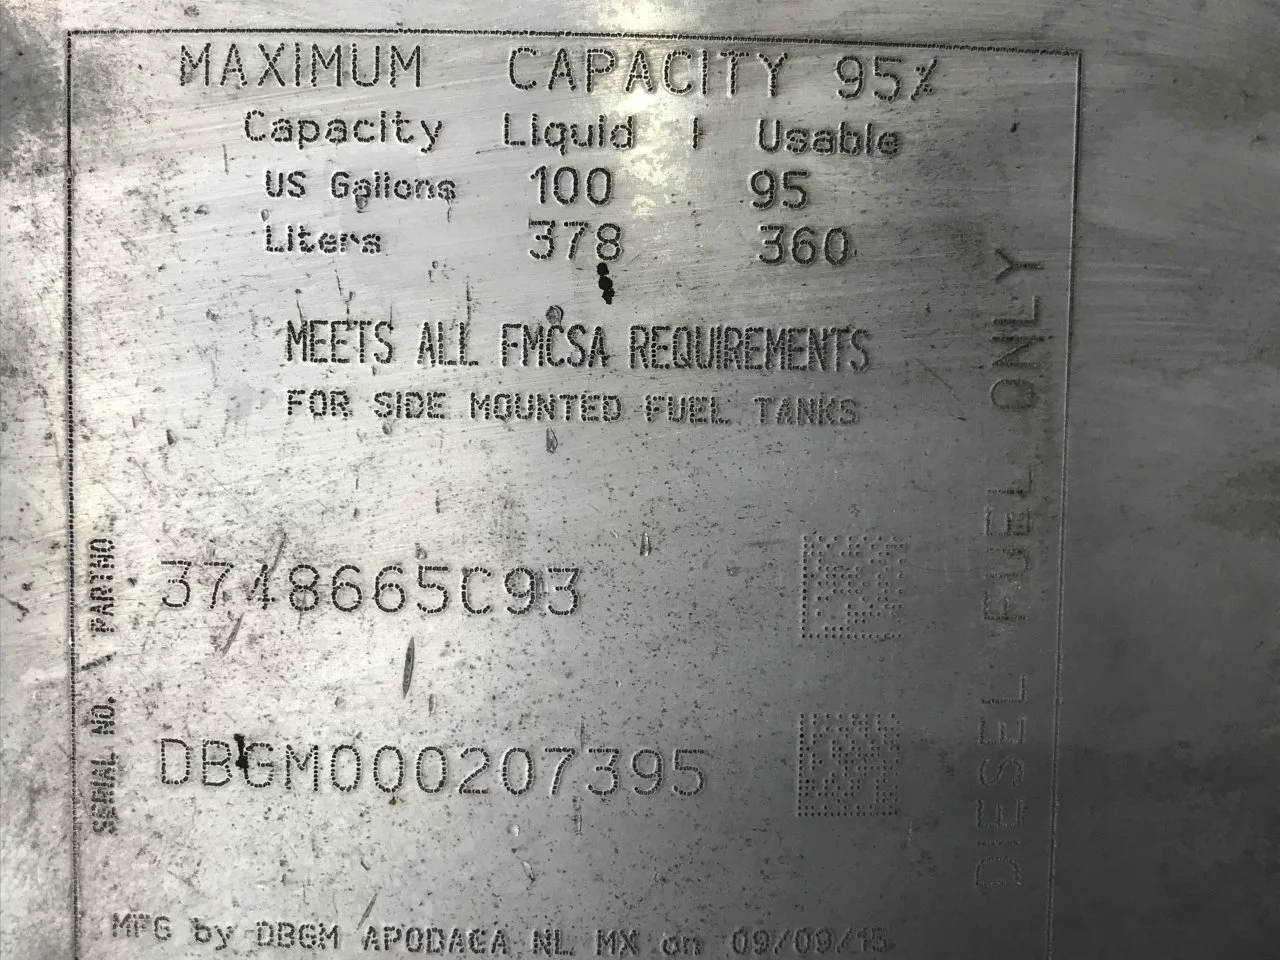 MAXIMUM CAPACITY 95%
Capacity Liquid | Usable
US Gallons 100 95
Liters 378 360
MEETS ALL FMCSA REQUIREMENTS
FOR SIDE MOUNTED FUEL TANKS
SERIAL NO. \ PARTNO.
3748665C93
DBGM000207395
DIESEL FUEL ONLY
MFG by DBGM APODACA NL MX on 09/09/15